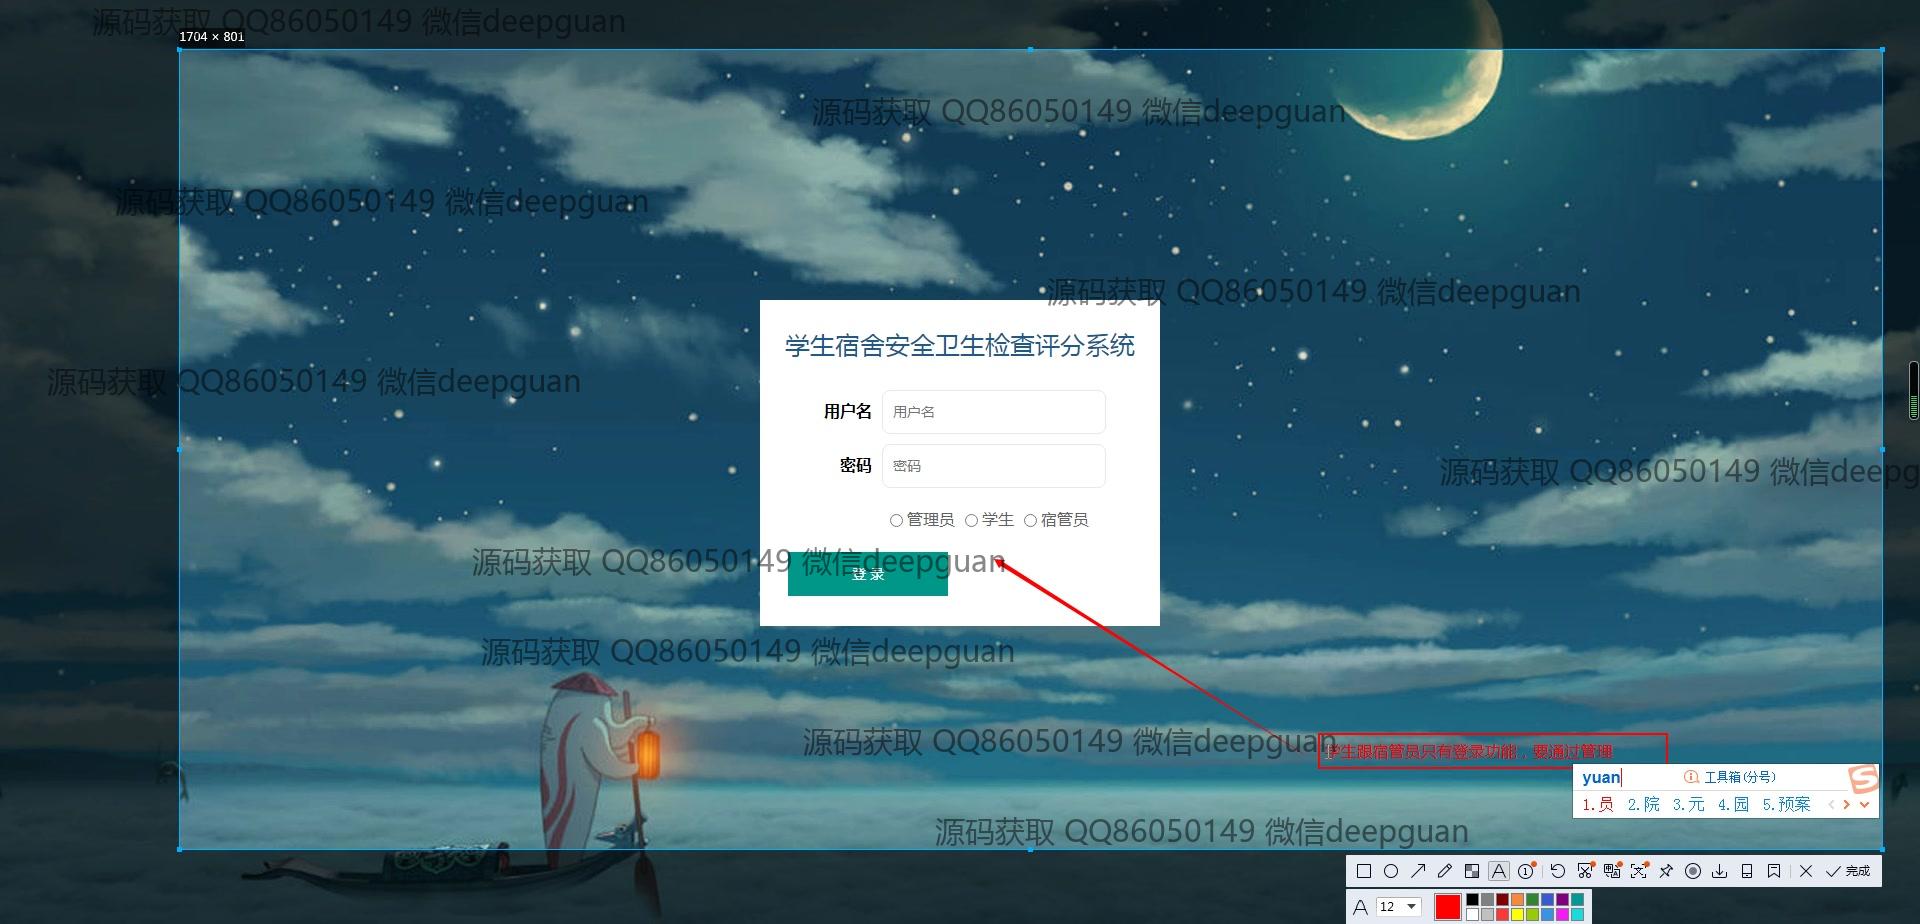 源码获取 QQ86050149 微信deepguan
1704 × 801
源码获取 QQ86050149 微信deepguan
源码获取 QQ86050149 微信deepguan
源码获取 QQ86050149 微信deepguan
学生宿舍安全卫生检查评分系统
源码获取 QQ86050149 微信deepguan
用户名 用户名
密码 密码
源码获取 QQ86050149 微信deepg
管理员 学生 宿管员
源码获取 QQ86050149 微信deepguan
登录
源码获取 QQ86050149 微信deepguan
源码获取 QQ86050149 微信deepguan
学生跟宿管员只有登录功能，要通过管理
yuan 工具箱(分号)
1.员 2.院 3.元 4.园 5.预案
源码获取 QQ86050149 微信deepguan
完成
12